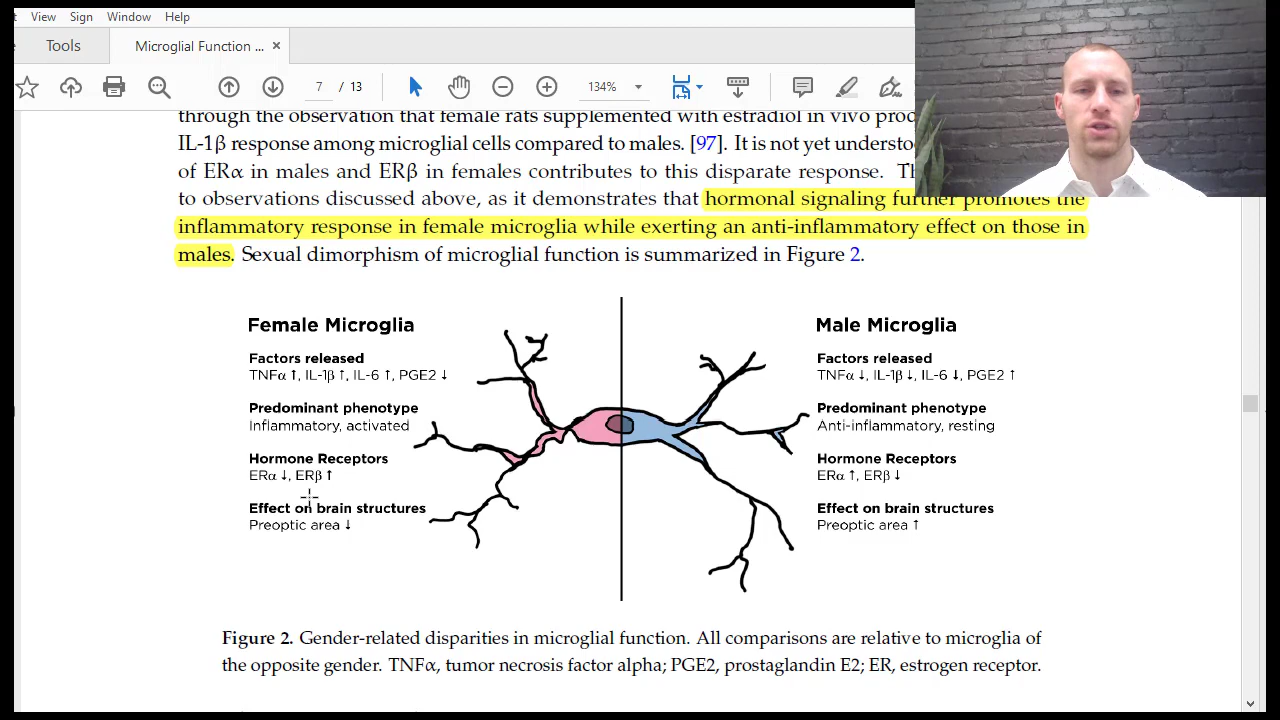 View Sign Window Help
Tools Microglial Function ... ×
7 / 13 134%
through the observation that female rats supplemented with estradiol in vivo
IL-1β response among microglial cells compared to males. [97]. It is not yet
of ERα in males and ERβ in females contributes to this disparate response.
to observations discussed above, as it demonstrates that hormonal signaling further promotes the
inflammatory response in female microglia while exerting an anti-inflammatory effect on those in
males. Sexual dimorphism of microglial function is summarized in Figure 2.
Female Microglia
Factors released
TNFα ↑, IL-1β ↑, IL-6 ↑, PGE2 ↓
Predominant phenotype
Inflammatory, activated
Hormone Receptors
ERα ↓, ERβ ↑
Effect on brain structures
Preoptic area ↓
Male Microglia
Factors released
TNFα ↓, IL-1β ↓, IL-6 ↓, PGE2 ↑
Predominant phenotype
Anti-inflammatory, resting
Hormone Receptors
ERα ↑, ERβ ↓
Effect on brain structures
Preoptic area ↑
Figure 2. Gender-related disparities in microglial function. All comparisons are relative to microglia of
the opposite gender. TNFα, tumor necrosis factor alpha; PGE2, prostaglandin E2; ER, estrogen receptor.